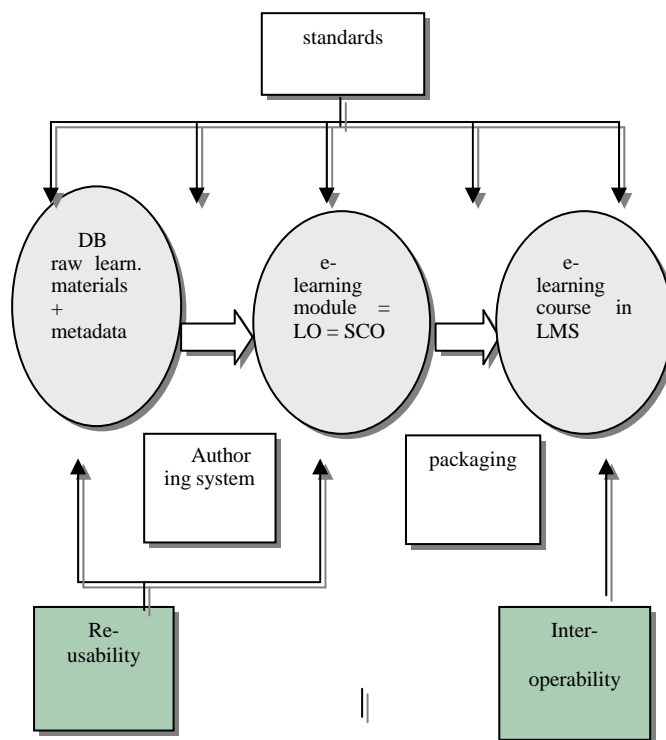 standards
DB
raw learn.
materials
+
metadata
e-
learning
module =
LO = SCO
e-
learning
course in
LMS
Author
ing system
packaging
Re-
usability
Inter-
operability